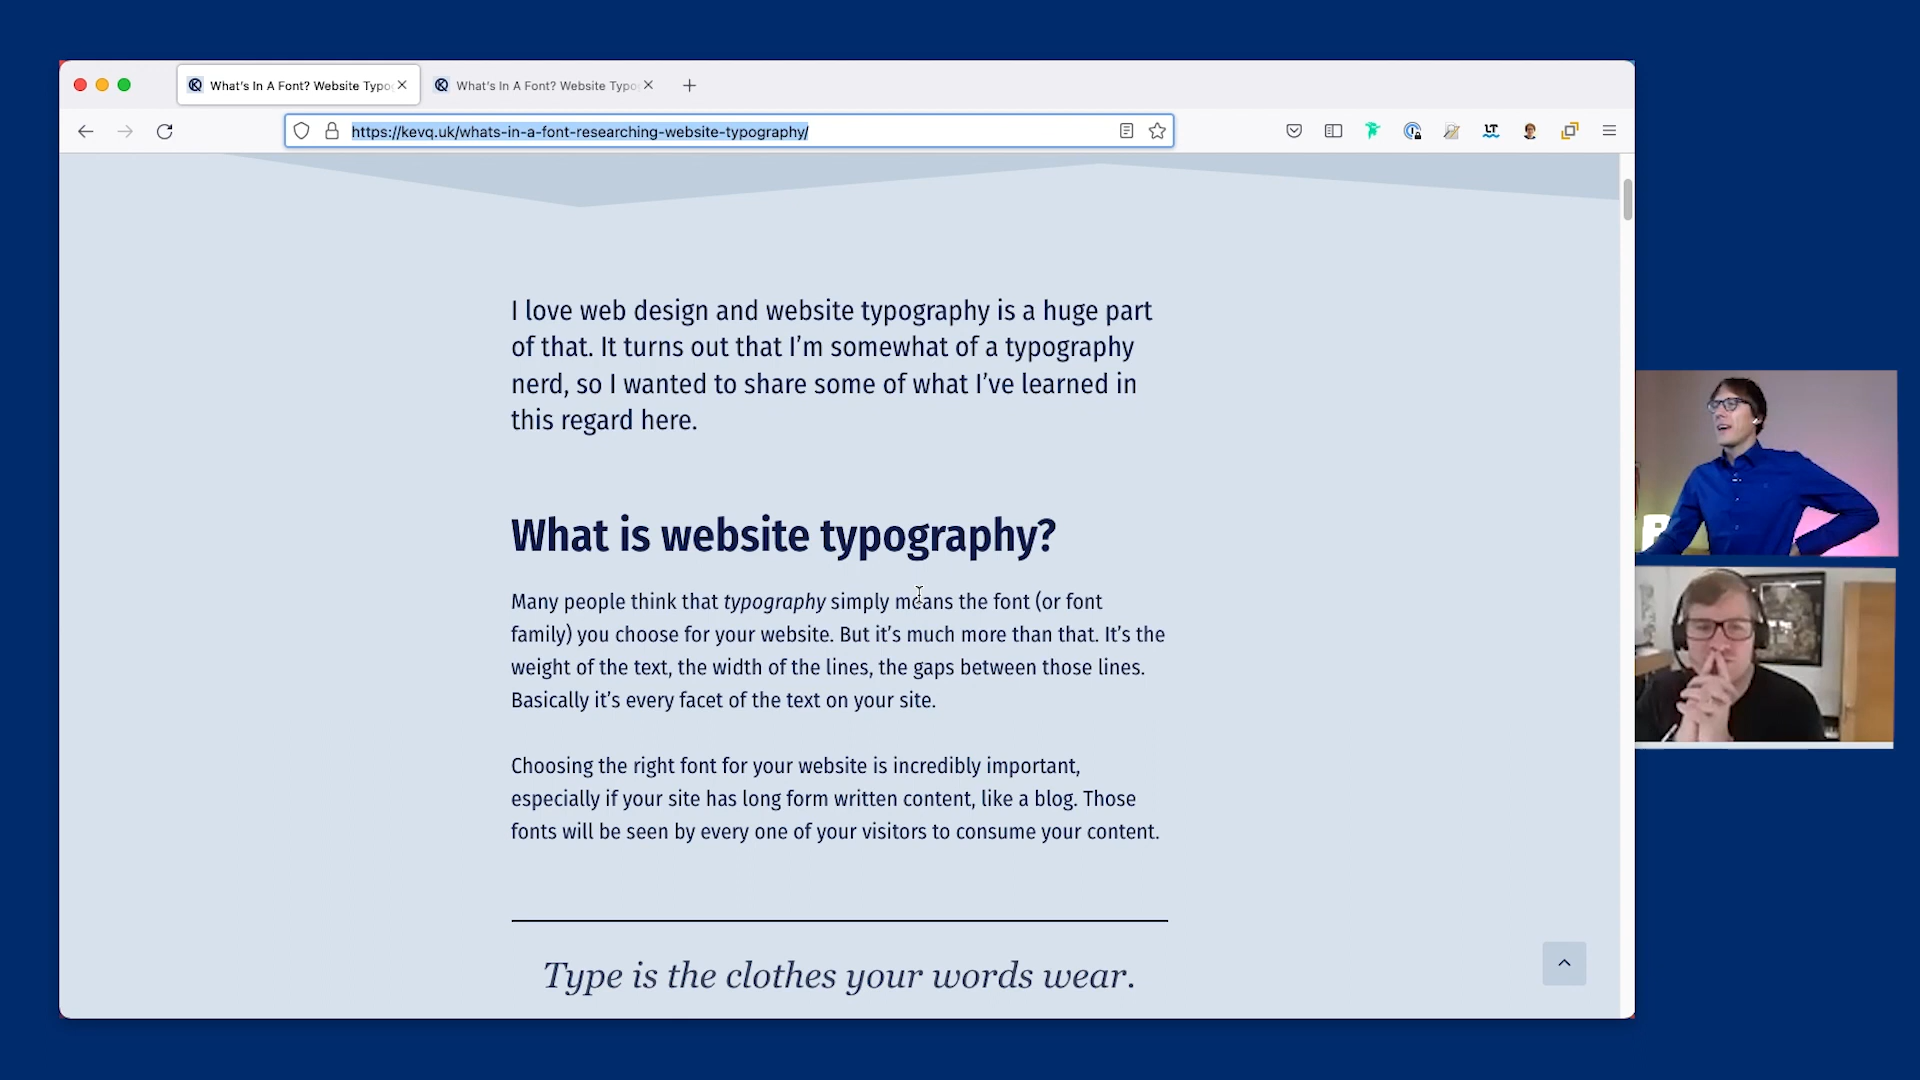 What's In A Font? Website Typo
What's In A Font? Website Typo
https://kevq.uk/whats-in-a-font-researching-website-typography/
LT
I love web design and website typography is a huge part
of that. It turns out that I’m somewhat of a typography
nerd, so I wanted to share some of what I’ve learned in
this regard here.
What is website typography?
Many people think that typography simply means the font (or font
family) you choose for your website. But it’s much more than that. It’s the
weight of the text, the width of the lines, the gaps between those lines.
Basically it’s every facet of the text on your site.
Choosing the right font for your website is incredibly important,
especially if your site has long form written content, like a blog. Those
fonts will be seen by every one of your visitors to consume your content.
Type is the clothes your words wear.